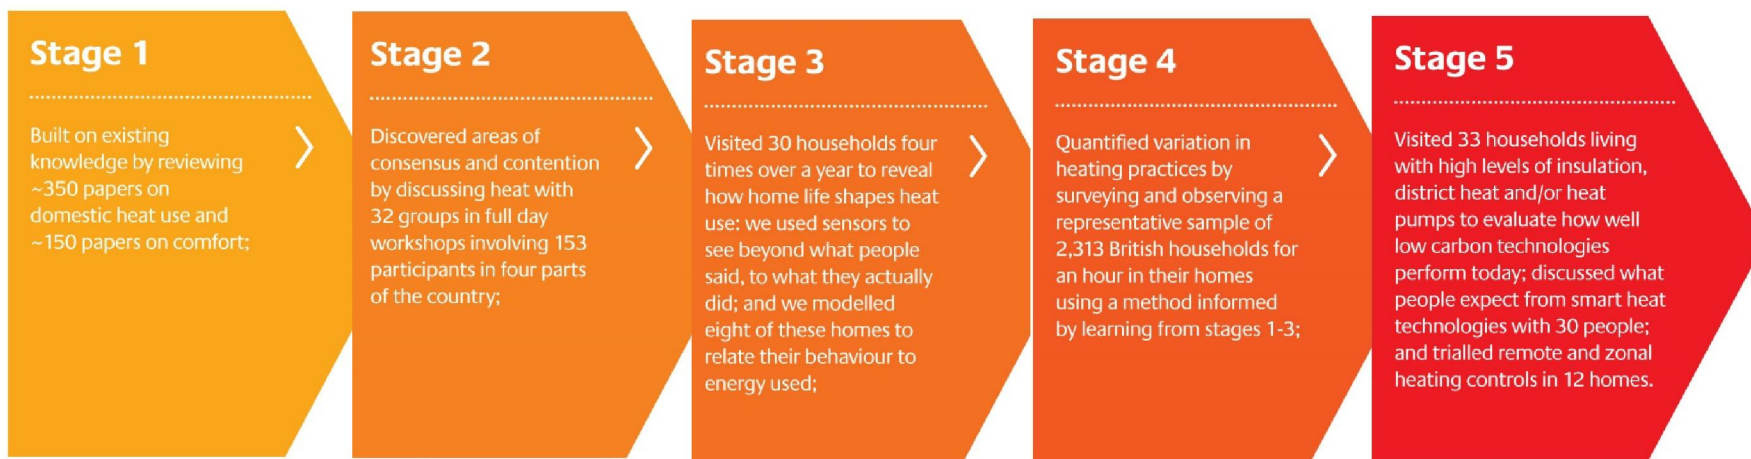 Stage 1
Built on existing
knowledge by reviewing
~350 papers on
domestic heat use and
~150 papers on comfort;
Stage 2
Discovered areas of
consensus and contention
by discussing heat with
32 groups in full day
workshops involving 153
participants in four parts
of the country;
Stage 3
Visited 30 households four
times over a year to reveal
how home life shapes heat
use: we used sensors to
see beyond what people
said, to what they actually
did; and we modelled
eight of these homes to
relate their behaviour to
energy used;
Stage 4
Quantified variation in
heating practices by
surveying and observing a
representative sample of
2,313 British households for
an hour in their homes
using a method informed
by learning from stages 1-3;
Stage 5
Visited 33 households living
with high levels of insulation,
district heat and/or heat
pumps to evaluate how well
low carbon technologies
perform today; discussed what
people expect from smart heat
technologies with 30 people;
and trialled remote and zonal
heating controls in 12 homes.